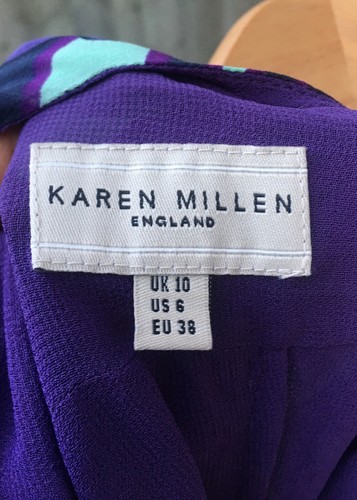 KAREN MILLEN
ENGLAND
UK 10
US 6
EU 38